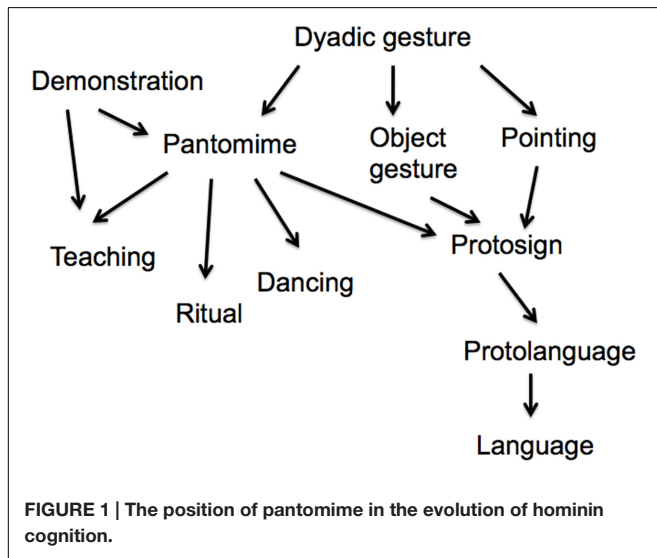 Dyadic gesture
Demonstration
Pantomime
Object
gesture
Pointing
Teaching
Ritual
Dancing
Protosign
Protolanguage
Language
FIGURE 1 | The position of pantomime in the evolution of hominin
cognition.